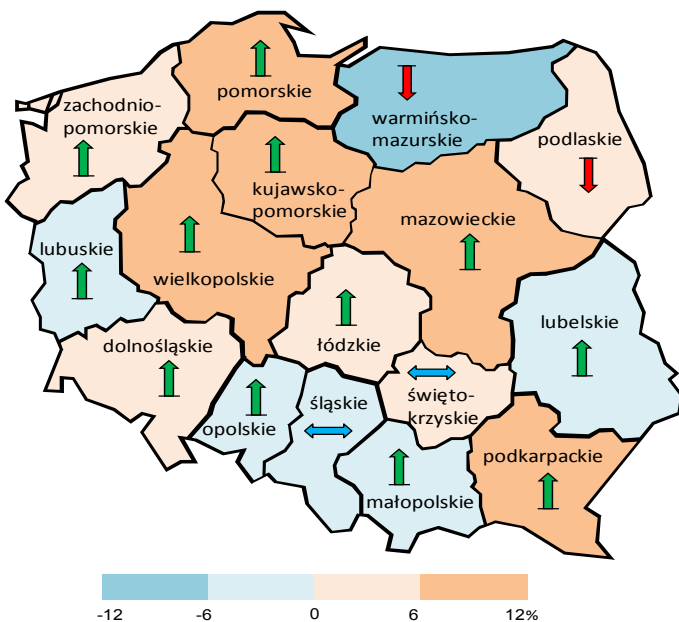 pomorskie
zachodnio-
pomorskie
warmińsko-
mazurskie
podlaskie
kujawsko-
pomorskie
mazowieckie
lubuskie
wielkopolskie
lubelskie
dolnośląskie
łódzkie
święto-
krzyskie
śląskie
opolskie
podkarpackie
małopolskie
-12 -6 0 6 12%